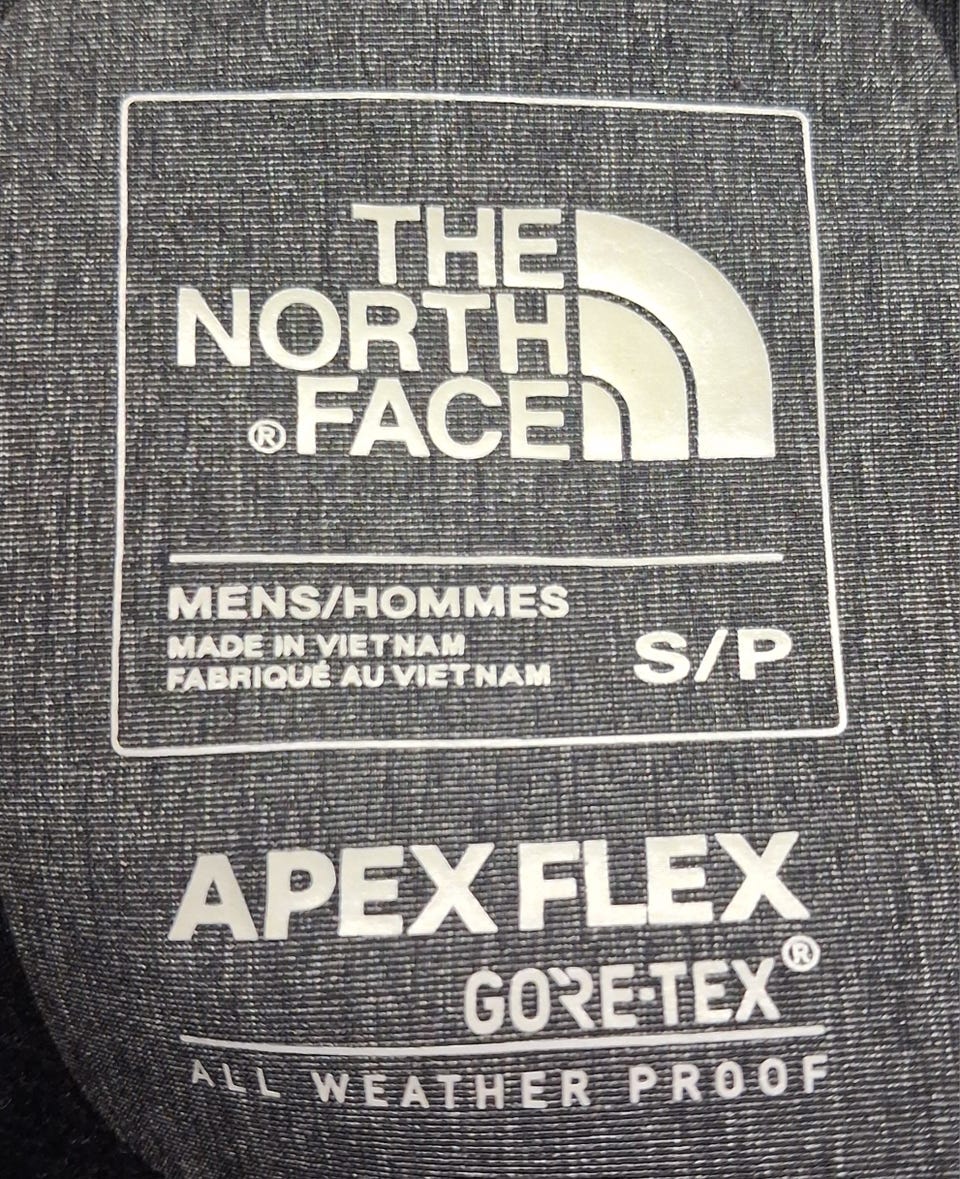 THE
NORTH
®FACE
MENS/HOMMES
MADE IN VIETNAM
FABRIQUÉ AU VIETNAM
S/P
APEX FLEX
GORE-TEX®
ALL WEATHER PROOF